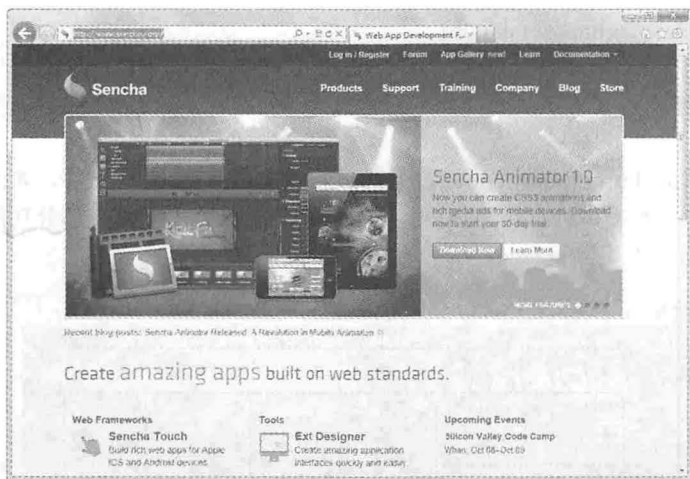 Web App Development F...
Log in / Register Forum App Gallery new! Learn Documentation
Sencha
Products Support Training Company Blog Store
Sencha Animator 1.0
Now you can create CSS3 animations and
rich media ads for mobile devices. Download
now to start your 30-day trial.
Download Now Learn More
MORE FEATURES
Recent blog posts: Sencha Animator Released: A Revolution in Mobile Animation
Create amazing apps built on web standards.
Web Frameworks
Sencha Touch
Build rich web apps for Apple
iOS and Android devices.
Tools
Ext Designer
Create amazing application
interfaces quickly and easier.
Upcoming Events
Silicon Valley Code Camp
When: Oct 08–Oct 09